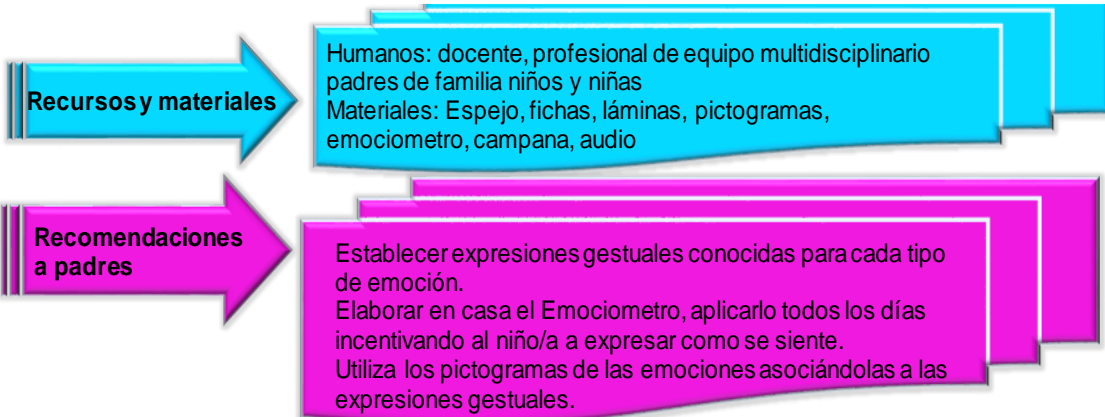 Recursos y materiales
Humanos: docente, profesional de equipo multidisciplinario
padres de familia niños y niñas
Materiales: Espejo, fichas, láminas, pictogramas,
emociometro, campana, audio
Recomendaciones
a padres
Establecer expresiones gestuales conocidas para cada tipo
de emoción.
Elaborar en casa el Emociometro, aplicarlo todos los días
incentivando al niño/a a expresar como se siente.
Utiliza los pictogramas de las emociones asociándolas a las
expresiones gestuales.